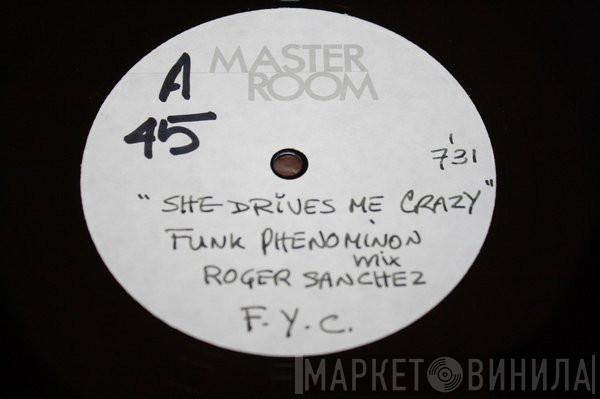 MASTER
ROOM
A
45
7'31
"SHE DRIVES ME CRAZY"
FUNK PHENOMINON
mix
ROGER SANCHEZ
F.Y.C.
МАРКЕТ ВИНИЛА